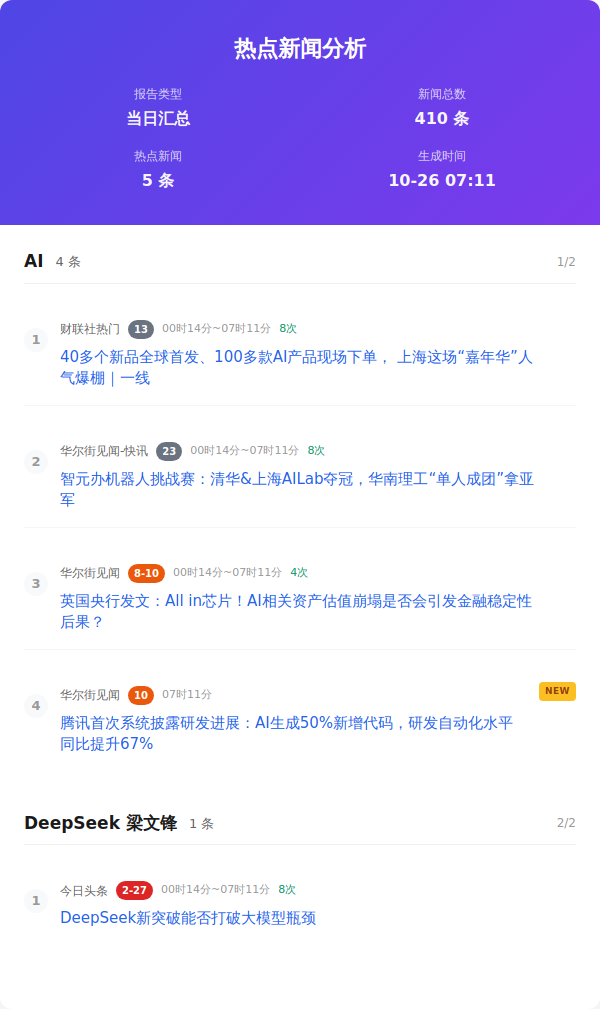 热点新闻分析
报告类型
新闻总数
当日汇总
410 条
热点新闻
生成时间
5 条
10-26 07:11
AI 4 条 1/2
1 财联社热门 13 00时14分~07时11分 8次
40多个新品全球首发、100多款AI产品现场下单， 上海这场“嘉年华”人
气爆棚｜一线
2 华尔街见闻-快讯 23 00时14分~07时11分 8次
智元办机器人挑战赛：清华&上海AILab夺冠，华南理工“单人成团”拿亚
军
3 华尔街见闻 8-10 00时14分~07时11分 4次
英国央行发文：All in芯片！AI相关资产估值崩塌是否会引发金融稳定性
后果？
4 华尔街见闻 10 07时11分 NEW
腾讯首次系统披露研发进展：AI生成50%新增代码，研发自动化水平
同比提升67%
DeepSeek 梁文锋 1 条 2/2
1 今日头条 2-27 00时14分~07时11分 8次
DeepSeek新突破能否打破大模型瓶颈